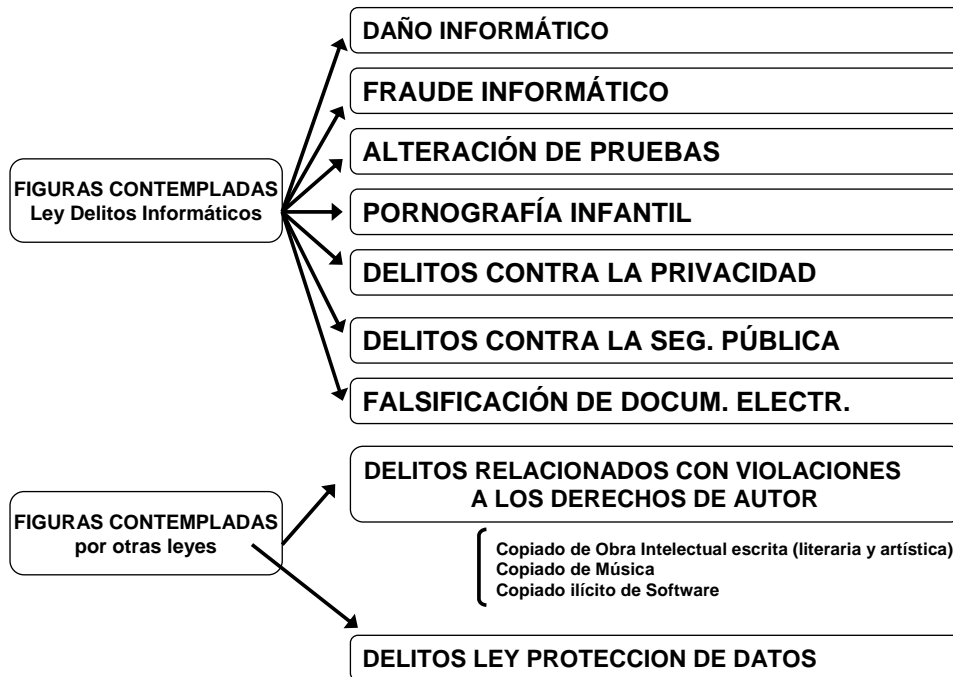 DAÑO INFORMÁTICO
FRAUDE INFORMÁTICO
ALTERACIÓN DE PRUEBAS
FIGURAS CONTEMPLADAS
Ley Delitos Informáticos
PORNOGRAFÍA INFANTIL
DELITOS CONTRA LA PRIVACIDAD
DELITOS CONTRA LA SEG. PÚBLICA
FALSIFICACIÓN DE DOCUM. ELECTR.
DELITOS RELACIONADOS CON VIOLACIONES
A LOS DERECHOS DE AUTOR
FIGURAS CONTEMPLADAS
por otras leyes
Copiado de Obra Intelectual escrita (literaria y artística)
Copiado de Música
Copiado ilícito de Software
DELITOS LEY PROTECCION DE DATOS